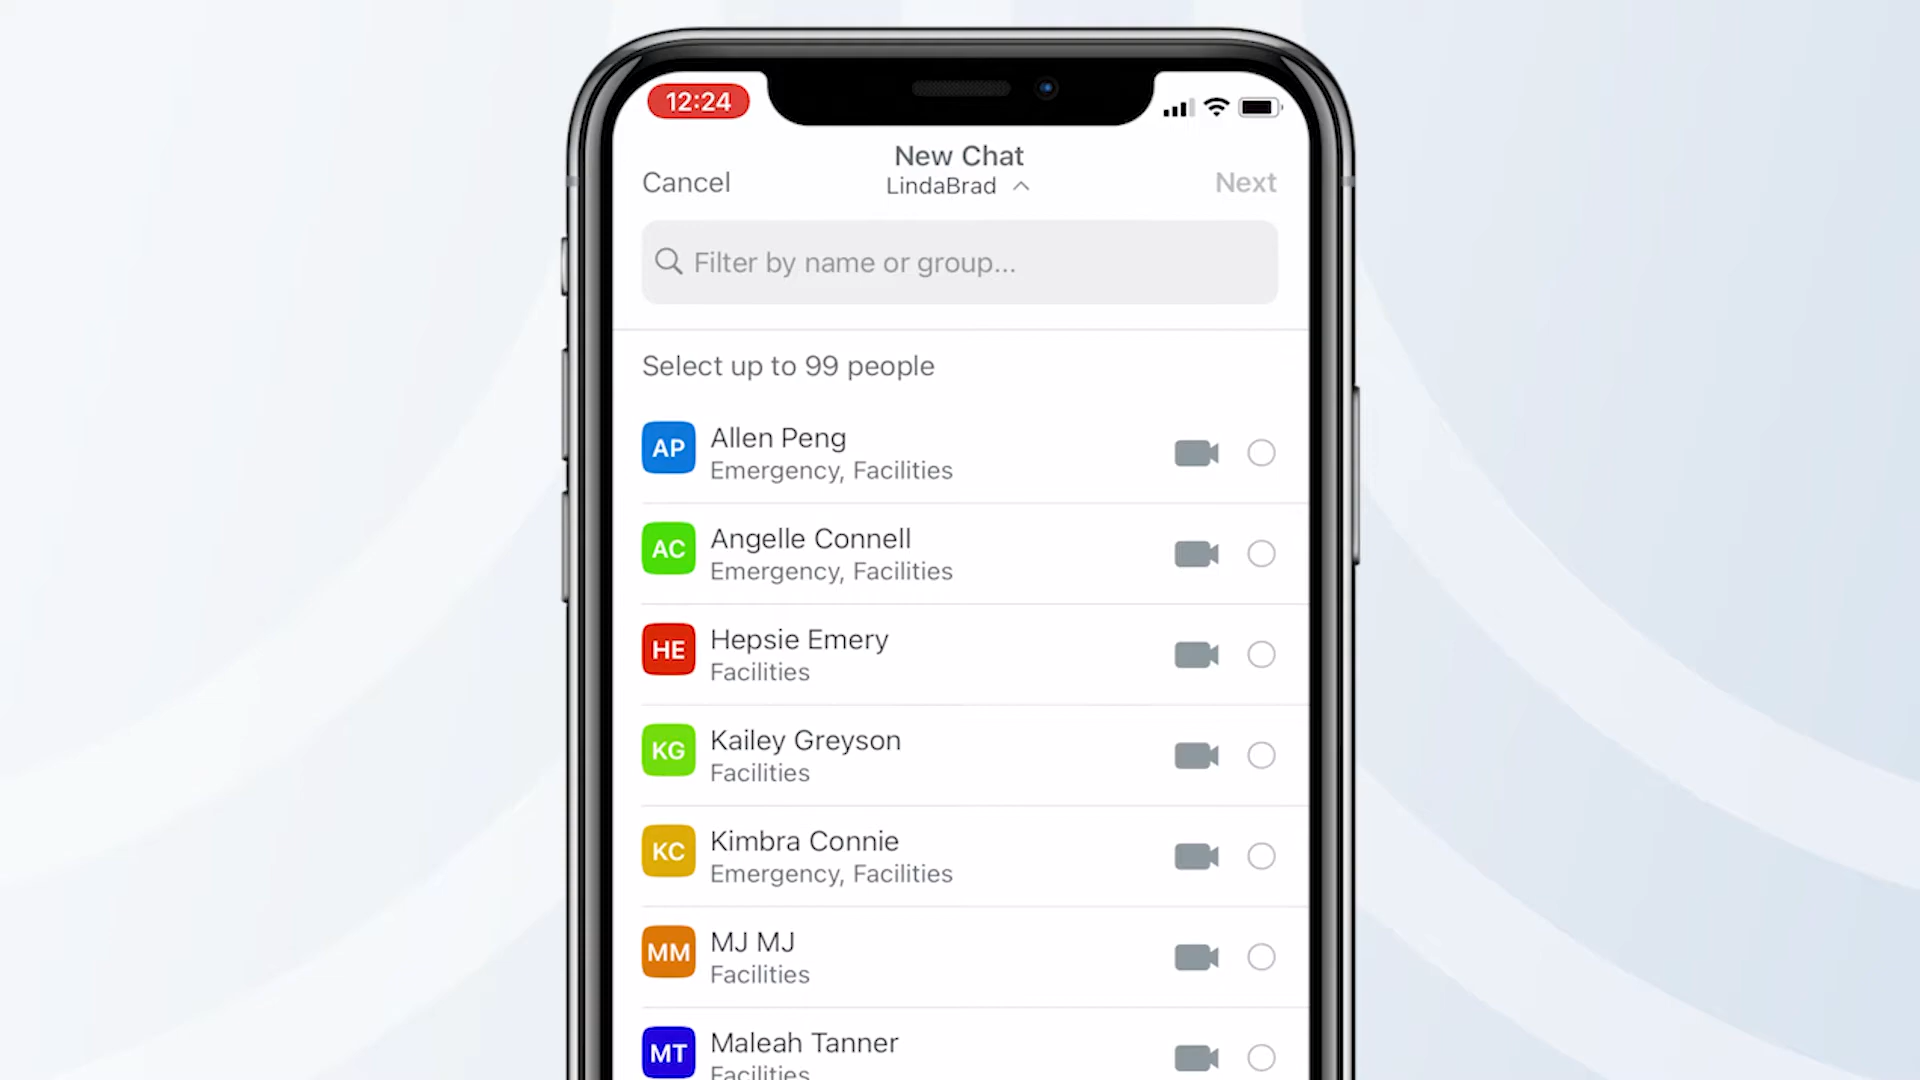 12:24
New Chat
Cancel
LindaBrad
Next
Filter by name or group...
Select up to 99 people
AP
Allen Peng
Emergency, Facilities
AC
Angelle Connell
Emergency, Facilities
HE
Hepsie Emery
Facilities
KG
Kailey Greyson
Facilities
KC
Kimbra Connie
Emergency, Facilities
MM
MJ MJ
Facilities
MT
Maleah Tanner
Facilities